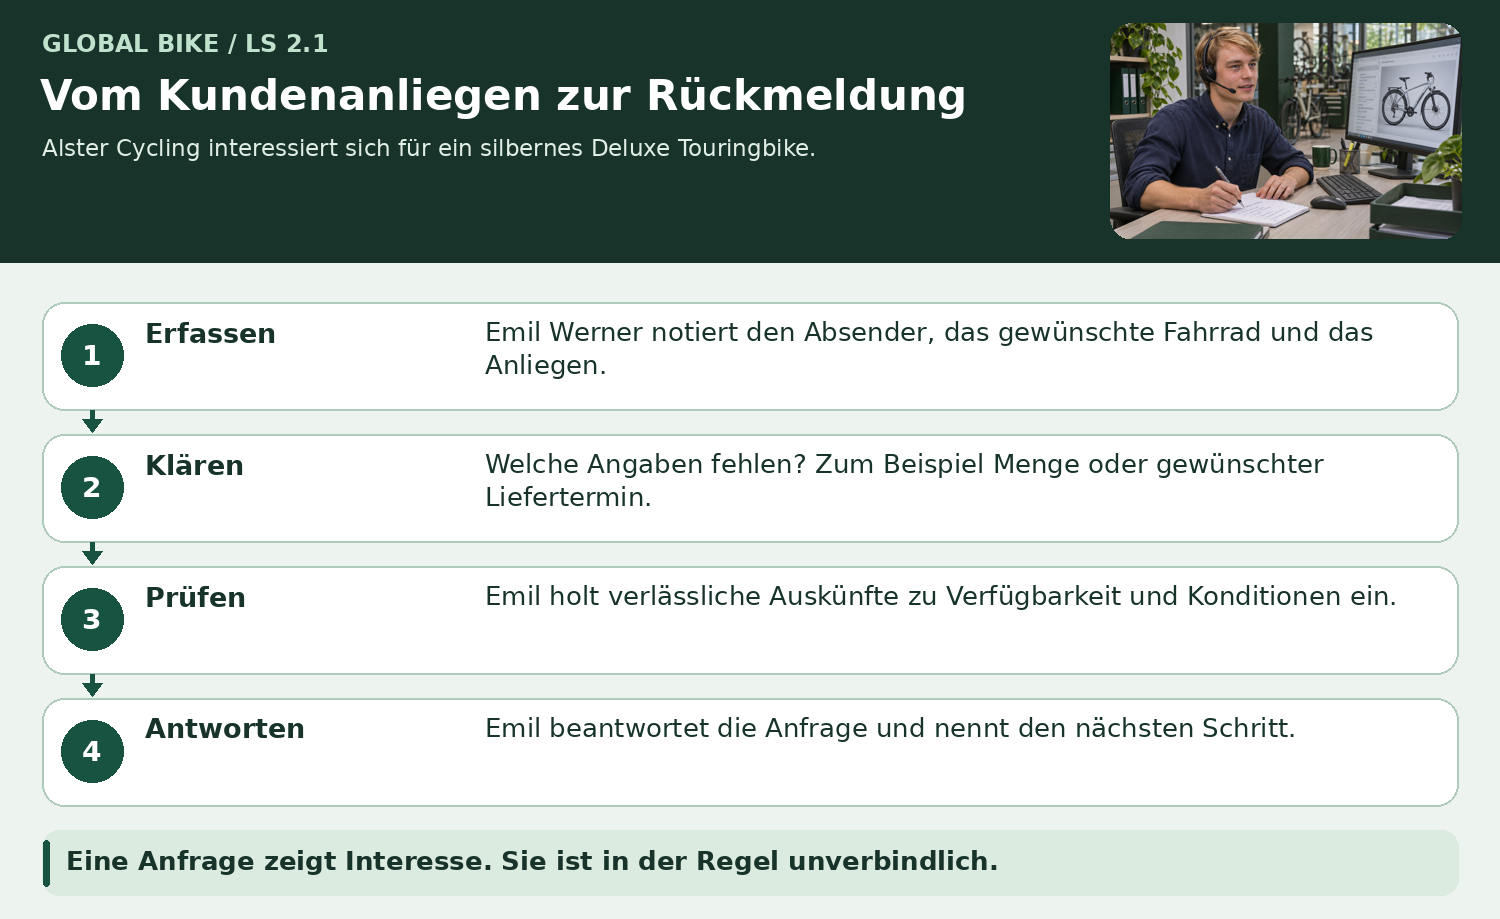 GLOBAL BIKE / LS 2.1
Vom Kundenanliegen zur Rückmeldung
Alster Cycling interessiert sich für ein silbernes Deluxe Touringbike.
1
Erfassen
Emil Werner notiert den Absender, das gewünschte Fahrrad und das
Anliegen.
2
Klären
Welche Angaben fehlen? Zum Beispiel Menge oder gewünschter
Liefertermin.
3
Prüfen
Emil holt verlässliche Auskünfte zu Verfügbarkeit und Konditionen ein.
4
Antworten
Emil beantwortet die Anfrage und nennt den nächsten Schritt.
Eine Anfrage zeigt Interesse. Sie ist in der Regel unverbindlich.